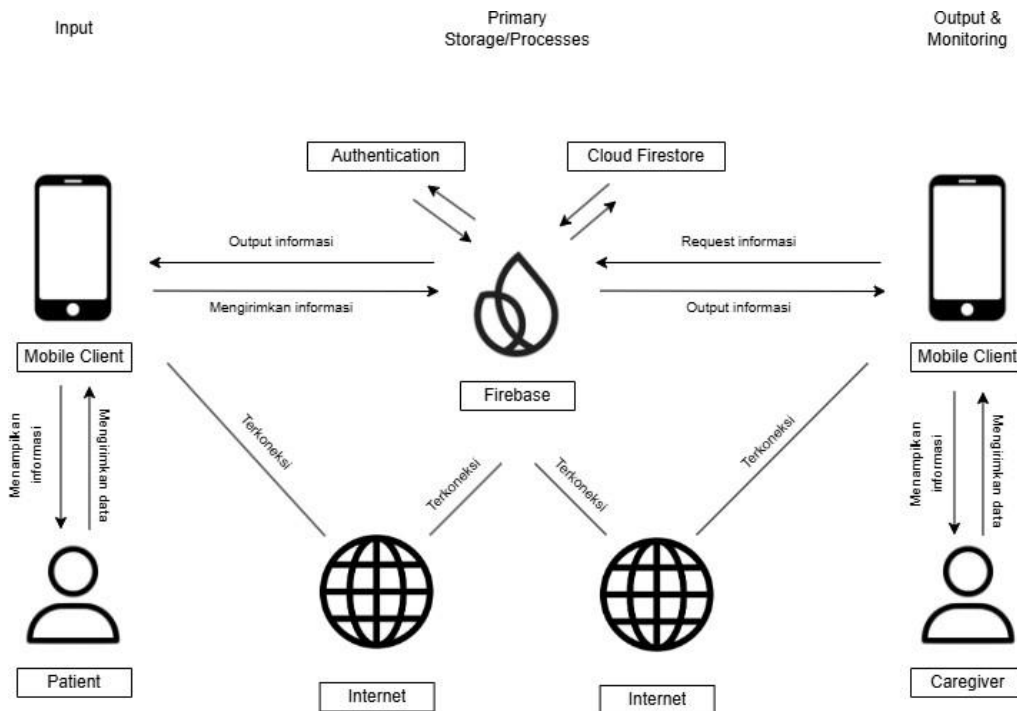 Input
Primary
Storage/Processes
Output &
Monitoring
Authentication
Cloud Firestore
Output informasi
Request informasi
Mengirimkan informasi
Output informasi
Mobile Client
Firebase
Mobile Client
Terkoneksi
Terkoneksi
Terkoneksi
Terkoneksi
Menampilkan
informasi
Mengirimkan data
Menampilkan
informasi
Mengirimkan data
Patient
Internet
Internet
Caregiver